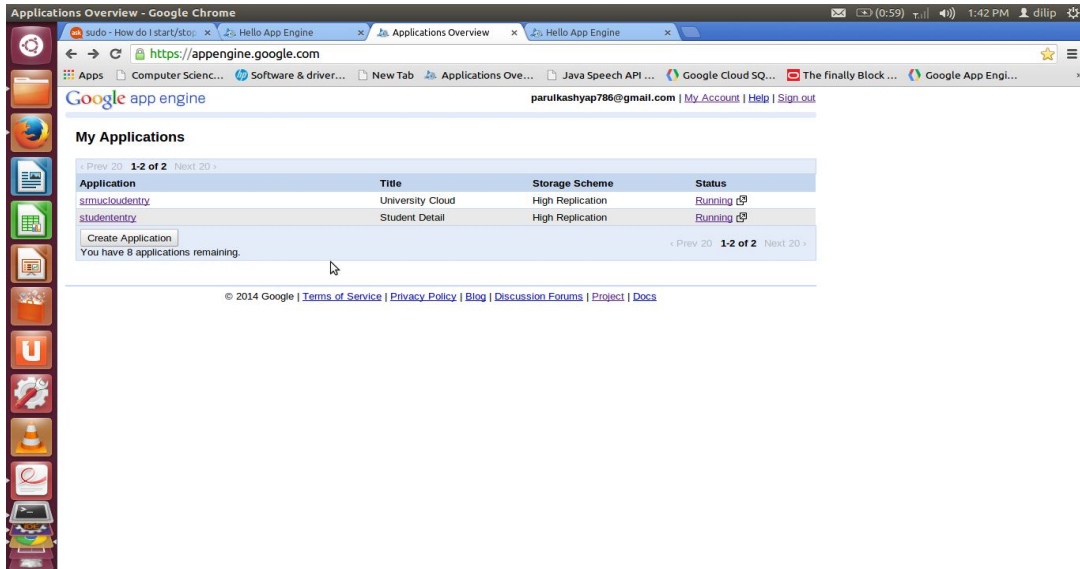 Applications Overview - Google Chrome (0:59) 1:42 PM dilip
sudo - How do I start/stop Hello App Engine Applications Overview Hello App Engine
https://appengine.google.com
Apps Computer Scienc... Software & driver... New Tab Applications Ove... Java Speech API ... Google Cloud SQ... The finally Block ... Google App Engi...
Google app engine parulkashyap786@gmail.com | My Account | Help | Sign out
My Applications
‹ Prev 20 1-2 of 2 Next 20 ›
Application Title Storage Scheme Status
srmucloudentry University Cloud High Replication Running
studententry Student Detail High Replication Running
Create Application ‹ Prev 20 1-2 of 2 Next 20 ›
You have 8 applications remaining.
© 2014 Google | Terms of Service | Privacy Policy | Blog | Discussion Forums | Project | Docs